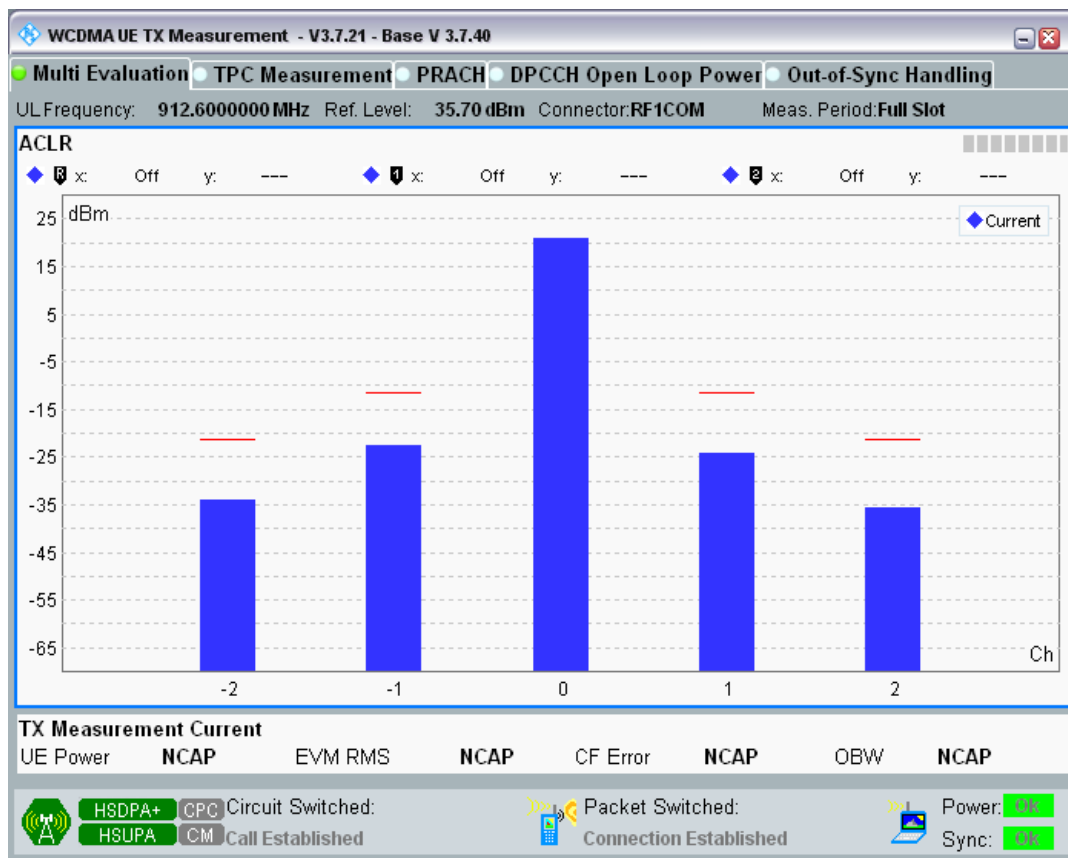 WCDMA UE TX Measurement - V3.7.21 - Base V 3.7.40
Multi Evaluation TPC Measurement PRACH DPCCH Open Loop Power Out-of-Sync Handling
UL Frequency: 912.6000000 MHz Ref. Level: 35.70 dBm Connector:RF1COM Meas. Period:Full Slot
ACLR
R x: Off y: --- 1 x: Off y: --- 2 x: Off y: ---
dBm
Current
25
15
5
-5
-15
-25
-35
-45
-55
-65
Ch
-2 -1 0 1 2
TX Measurement Current
UE Power NCAP EVM RMS NCAP CF Error NCAP OBW NCAP
HSDPA+ CPC Circuit Switched: Packet Switched: Power: OK
HSUPA CM Call Established Connection Established Sync: OK